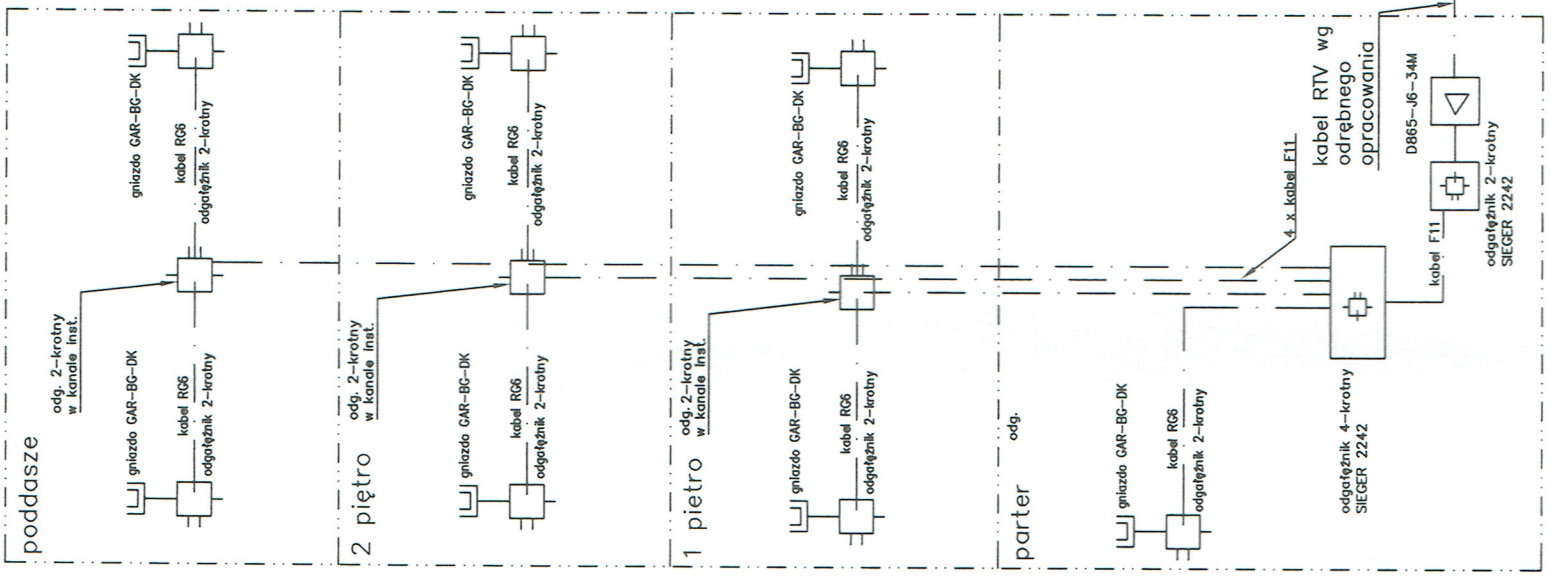 poddasze
odg. 2-krotny
w kanale inst.
gniazdo GAR-BG-DK
kabel RG6
odgałęźnik 2-krotny
gniazdo GAR-BG-DK
kabel RG6
odgałęźnik 2-krotny
2 piętro
odg. 2-krotny
w kanale inst.
gniazdo GAR-BG-DK
kabel RG6
odgałęźnik 2-krotny
gniazdo GAR-BG-DK
kabel RG6
odgałęźnik 2-krotny
1 pietro
odg. 2-krotny
w kanale inst.
gniazdo GAR-BG-DK
kabel RG6
odgałęźnik 2-krotny
gniazdo GAR-BG-DK
kabel RG6
odgałęźnik 2-krotny
parter
odg.
gniazdo GAR-BG-DK
kabel RG6
odgałęźnik 2-krotny
odgałęźnik 4-krotny
SIEGER 2242
4 x kabel F11
kabel F11
kabel RTV wg
odrębnego
opracowania
D865-J6-34M
odgałęźnik 2-krotny
SIEGER 2242